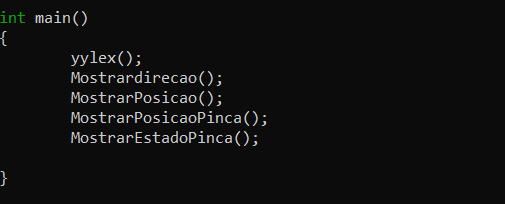 int main()
{
yylex();
Mostrardirecao();
MostrarPosicao();
MostrarPosicaoPinca();
MostrarEstadoPinca();
}